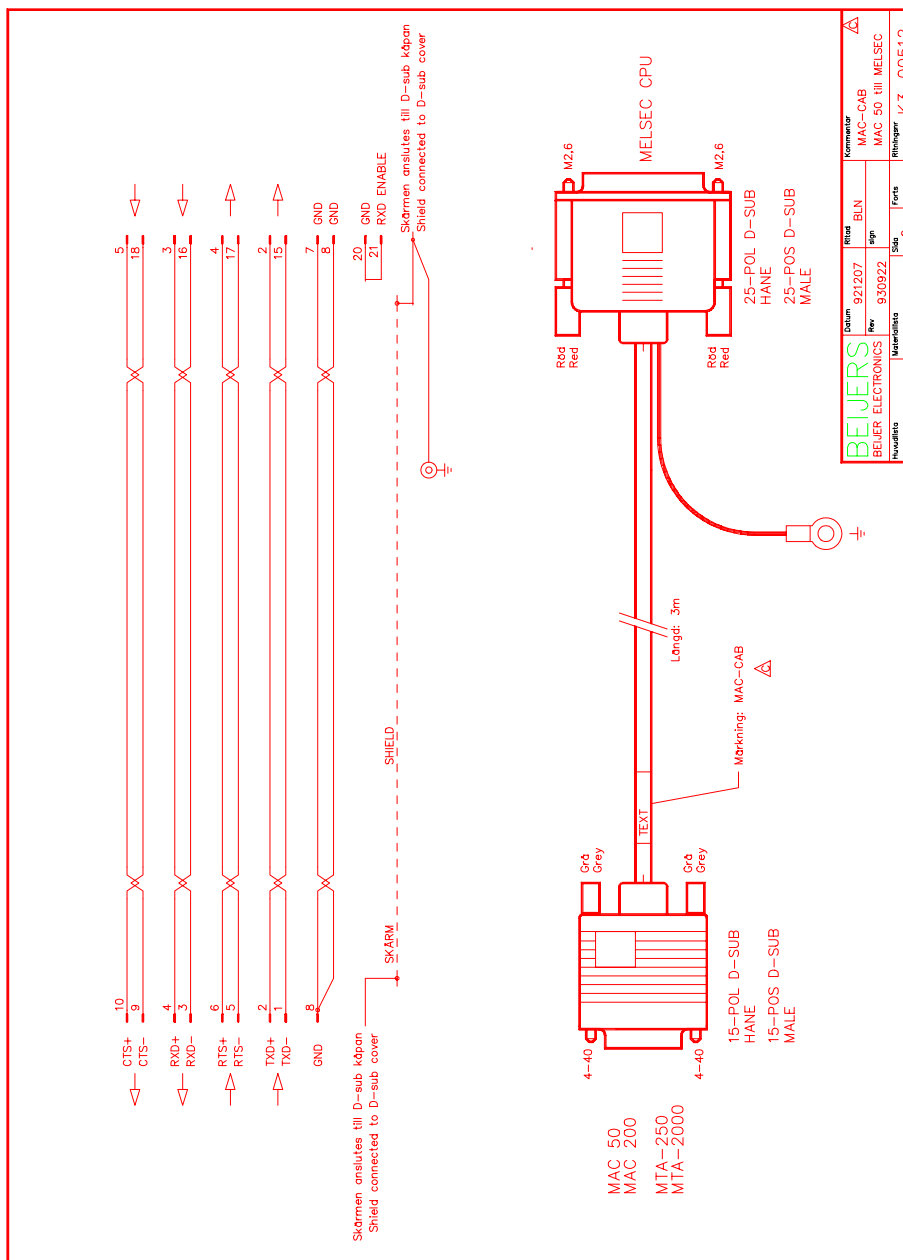 CTS+ 10 5
CTS- 9 18
RXD+ 4 3
RXD- 3 16
RTS+ 6 4
RTS- 5 17
TXD+ 2 2
TXD- 1 15
GND 8 7 GND
8 GND
20 GND
21 RXD ENABLE
Skärmen anslutes till D-sub kåpan
Shield connected to D-sub cover
SKÄRM SHIELD
Skärmen anslutes till D-sub kåpan
Shield connected to D-sub cover
MAC 50
MAC 200
MTA-250
MTA-2000
4-40
4-40
Grå
Grey
Grå
Grey
15-POL D-SUB
HANE
15-POS D-SUB
MALE
TEXT
Längd: 3m
Märkning: MAC-CAB
C
Röd
Red
Röd
Red
M2,6
M2,6
MELSEC CPU
25-POL D-SUB
HANE
25-POS D-SUB
MALE
BEIJERS
BEIJER ELECTRONICS
Datum
921207
Ritad
BLN
Kommentar
MAC-CAB
C
Rev
930922
sign
MAC 50 till MELSEC
Huvudlista
Materiallista
Sida
Forts
Ritningsnr